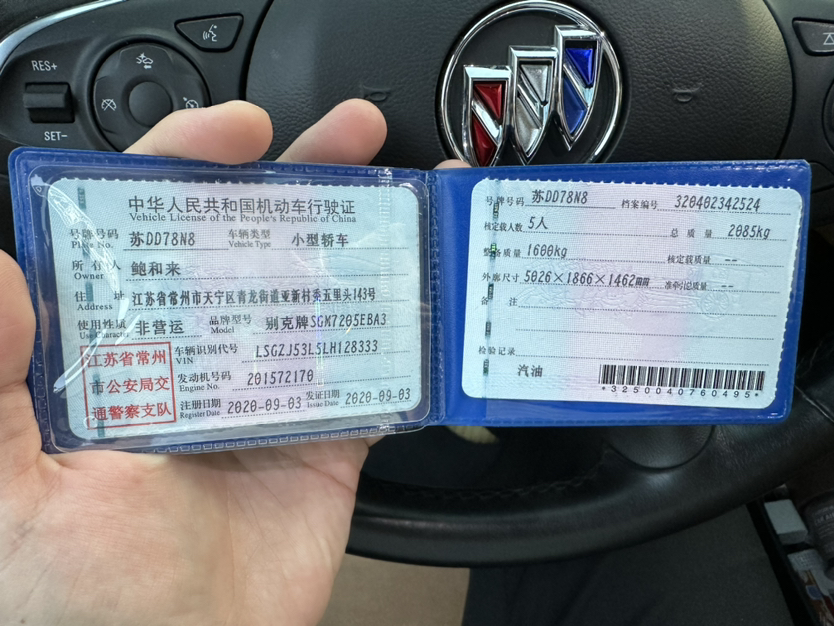 RES+
SET-
中华人民共和国机动车行驶证
Vehicle License of the People's Republic of China
号牌号码 苏DD78N8 车辆类型 小型轿车
Plate No. Vehicle Type
所有人 鲍和来
Owner
住址 江苏省常州市天宁区青龙街道亚新村委五里头143号
Address
使用性质 非营运 品牌型号 别克牌SGM7205EBA3
Use Character Model
江苏省常州
市公安局交
通警察支队
车辆识别代号 LSGZJ53L5LH128333
VIN
发动机号码 201572170
Engine No.
注册日期 2020-09-03 发证日期 2020-09-03
Register Date Issue Date
号牌号码 苏DD78N8 档案编号 320402342524
核定载人数 5人 总质量 2085kg
整备质量 1600kg 核定载质量 --
外廓尺寸 5026×1866×1462mm 准牵引总质量 --
备注
检验记录
汽油
*3250040760495*